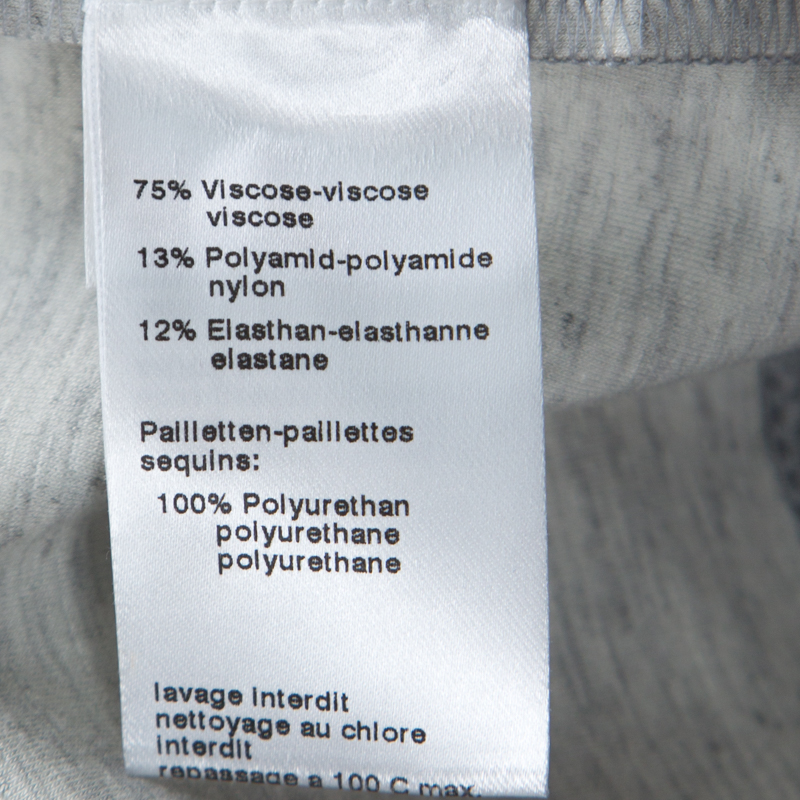 75% Viscose-viscose
viscose
13% Polyamid-polyamide
nylon
12% Elasthan-elasthanne
elastane
Pailletten-paillettes
sequins:
100% Polyurethan
polyurethane
polyurethane
lavage interdit
nettoyage au chlore
interdit
repassage a 100 C max.